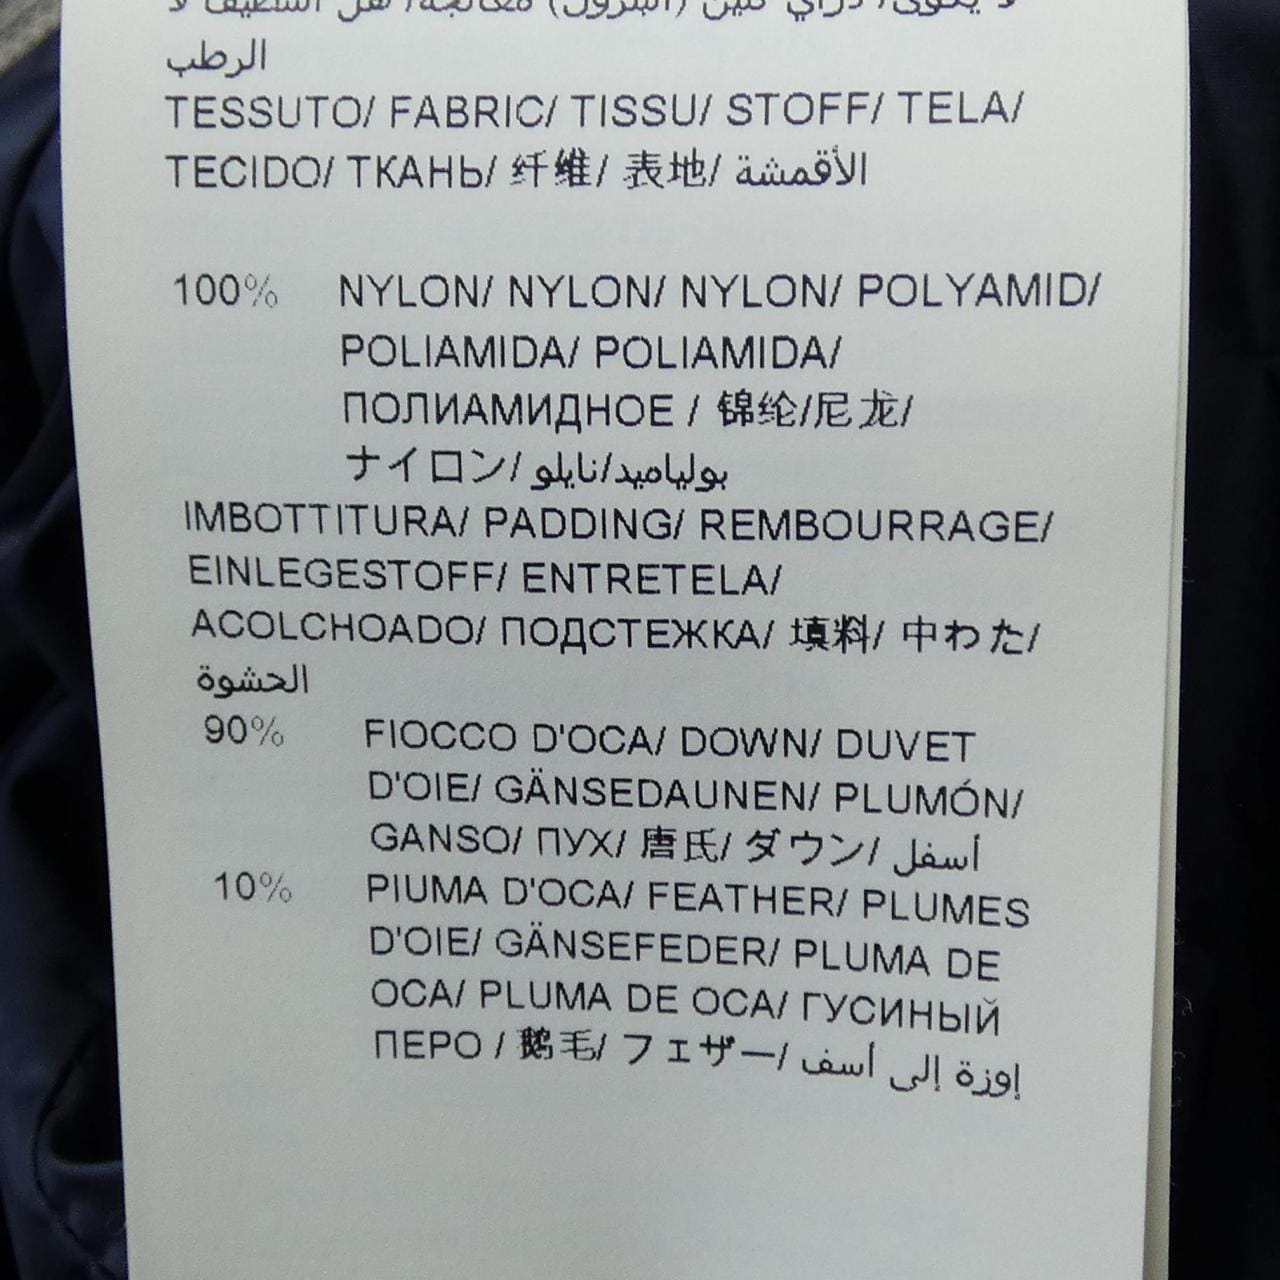 الرطب
TESSUTO/ FABRIC/ TISSU/ STOFF/ TELA/
TECIDO/ ТКАНЬ/ 纤维/ 表地/ الأقمشة
100% NYLON/ NYLON/ NYLON/ POLYAMID/
POLIAMIDA/ POLIAMIDA/
ПОЛИАМИДНОЕ / 锦纶/尼龙/
ナイロン/ بولياميد/نايلو
IMBOTTITURA/ PADDING/ REMBOURRAGE/
EINLEGESTOFF/ ENTRETELA/
ACOLCHOADO/ ПОДСТЕЖКА/ 填料/ 中わた/
الحشوة
90% FIOCCO D'OCA/ DOWN/ DUVET
D'OIE/ GÄNSEDAUNEN/ PLUMÓN/
GANSO/ ПУХ/ 唐氏/ ダウン/ أسفل
10% PIUMA D'OCA/ FEATHER/ PLUMES
D'OIE/ GÄNSEFEDER/ PLUMA DE
OCA/ PLUMA DE OCA/ ГУСИНЫЙ
ПЕРО / 鹅毛/ フェザー/ إوزة إلى أسف